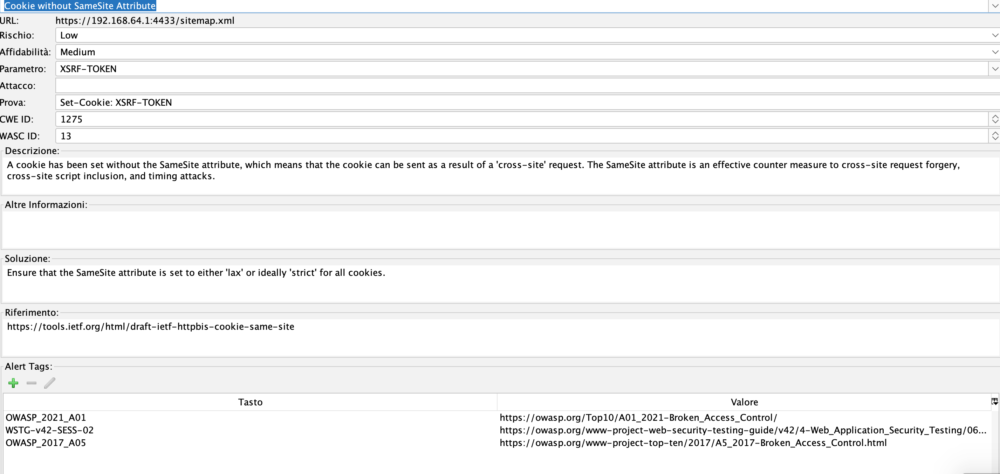 Cookie without SameSite Attribute
URL: https://192.168.64.1:4433/sitemap.xml
Rischio: Low
Affidabilità: Medium
Parametro: XSRF-TOKEN
Attacco:
Prova: Set-Cookie: XSRF-TOKEN
CWE ID: 1275
WASC ID: 13
Descrizione:
A cookie has been set without the SameSite attribute, which means that the cookie can be sent as a result of a 'cross-site' request. The SameSite attribute is an effective counter measure to cross-site request forgery,
cross-site script inclusion, and timing attacks.
Altre Informazioni:
Soluzione:
Ensure that the SameSite attribute is set to either 'lax' or ideally 'strict' for all cookies.
Riferimento:
https://tools.ietf.org/html/draft-ietf-httpbis-cookie-same-site
Alert Tags:
Tasto Valore
OWASP_2021_A01 https://owasp.org/Top10/A01_2021-Broken_Access_Control/
WSTG-v42-SESS-02 https://owasp.org/www-project-web-security-testing-guide/v42/4-Web_Application_Security_Testing/06...
OWASP_2017_A05 https://owasp.org/www-project-top-ten/2017/A5_2017-Broken_Access_Control.html